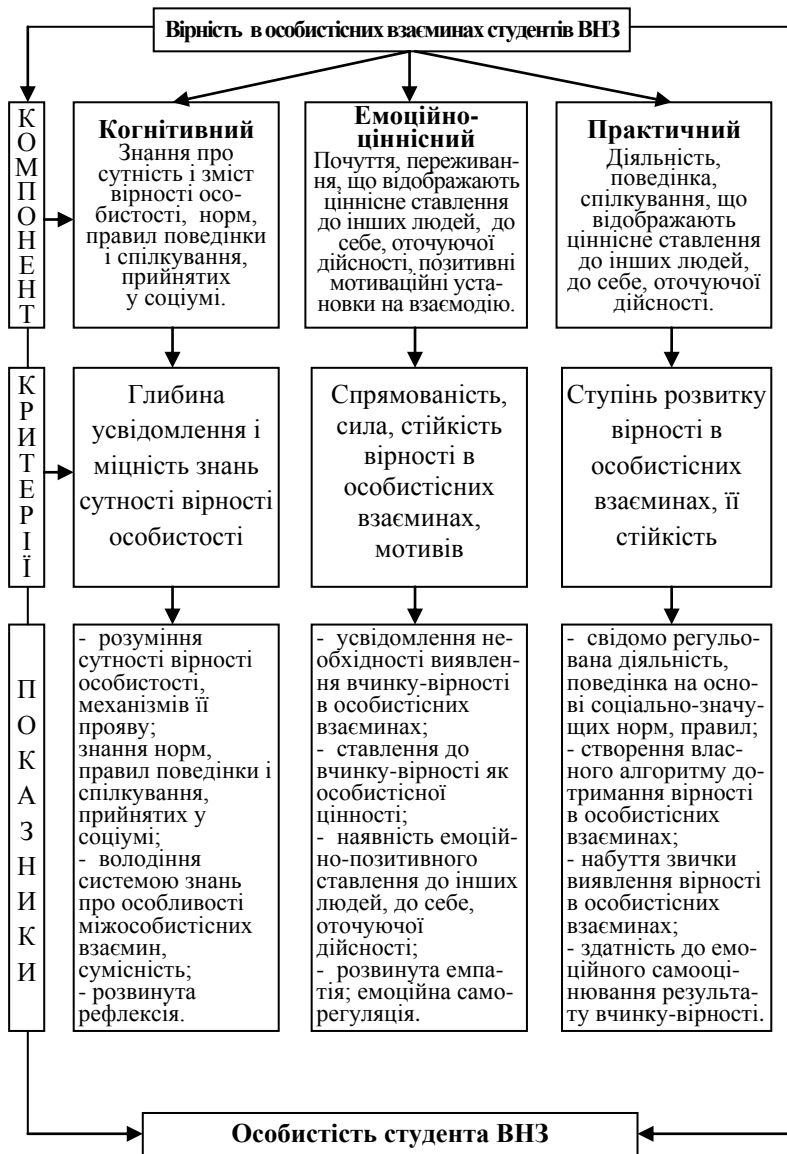 Вірність в особистісних взаєминах студентів ВНЗ
КОМПОНЕНТ
Когнитивний
Знання про
сутність і зміст
вірності осо-
бистості, норм,
правил поведінки
і спілкування,
прийнятих
у соціумі.
Емоційно-
ціннісний
Почуття, переживан-
ня, що відображають
ціннісне ставлення
до інших людей, до
себе, оточуючої
дійсності, позитивні
мотиваційні уста-
новки на взаємодію.
Практичний
Діяльність,
поведінка,
спілкування, що
відображають
ціннісне ставлення
до інших людей,
до себе, оточуючої
дійсності.
КРИТЕРІЇ
Глибина
усвідомлення і
міцність знань
сутності вірності
особистості
Спрямованість,
сила, стійкість
вірності в
особистісних
взаєминах,
мотивів
Ступінь розвитку
вірності в
особистісних
взаєминах, її
стійкість
ПОКАЗНИКИ
- розуміння
сутності вірності
особистості,
механізмів її
прояву;
знання норм,
правил поведінки і
спілкування,
прийнятих у
соціумі;
- володіння
системою знань
про особливості
міжособистісних
взаємин,
сумісність;
- розвинута
рефлексія.
- усвідомлення не-
обхідності виявлен-
ня вчинку-вірності
в особистісних
взаєминах;
- ставлення до
вчинку-вірності як
особистісної
цінності;
- наявність емоцій-
но-позитивного
ставлення до інших
людей, до себе,
оточуючої
дійсності;
- розвинута емпа-
тія; емоційна само-
регуляція.
- свідомо регульо-
вана діяльність,
поведінка на осно-
ві соціально-значу-
щих норм, правил;
- створення влас-
ного алгоритму до-
тримання вірності
в особистісних
взаєминах;
- набуття звички
виявлення вірності
в особистісних
взаєминах;
- здатність до емо-
ційного самооці-
нювання результа-
ту вчинку-вірності.
Особистість студента ВНЗ